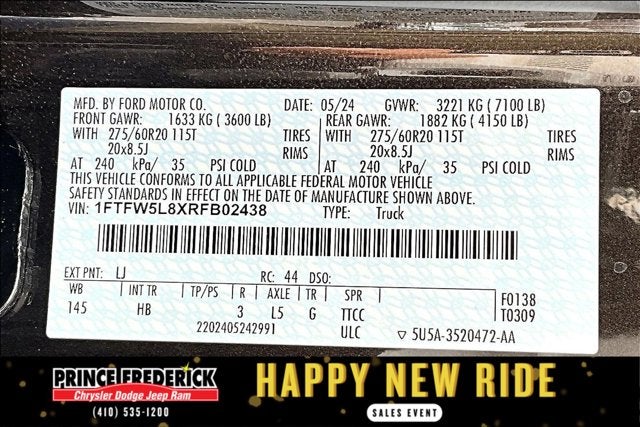 MFD. BY FORD MOTOR CO. DATE: 05/24 GVWR: 3221 KG ( 7100 LB)
FRONT GAWR: 1633 KG ( 3600 LB) REAR GAWR: 1882 KG ( 4150 LB)
WITH 275/60R20 115T TIRES WITH 275/60R20 115T TIRES
20x8.5J RIMS 20x8.5J RIMS
AT 240 kPa/ 35 PSI COLD AT 240 kPa/ 35 PSI COLD
THIS VEHICLE CONFORMS TO ALL APPLICABLE FEDERAL MOTOR VEHICLE
SAFETY STANDARDS IN EFFECT ON THE DATE OF MANUFACTURE SHOWN ABOVE.
VIN: 1FTFW5L8XRFB02438 TYPE: Truck
EXT PNT: LJ RC: 44 DSO:
WB INT TR TP/PS R AXLE TR SPR F0138
145 HB 3 L5 G TTCC T0309
2202405242991 ULC ▽ 5U5A-3520472-AA
PRINCE FREDERICK
Chrysler Dodge Jeep Ram
(410) 535-1200
HAPPY NEW RIDE
SALES EVENT